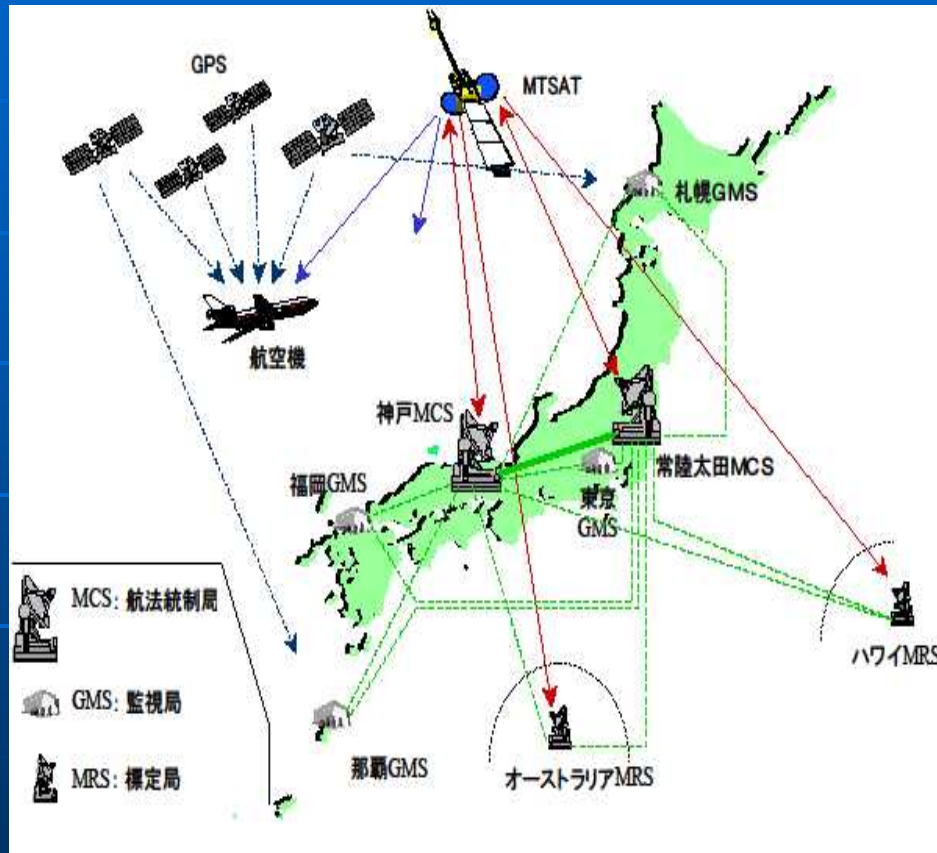 GPS
MTSAT
札幌GMS
航空機
神戸MCS
常陸太田MCS
福岡GMS
東京
GMS
MCS: 航法統制局
ハワイMRS
GMS: 監視局
那覇GMS
オーストラリアMRS
MRS: 標定局